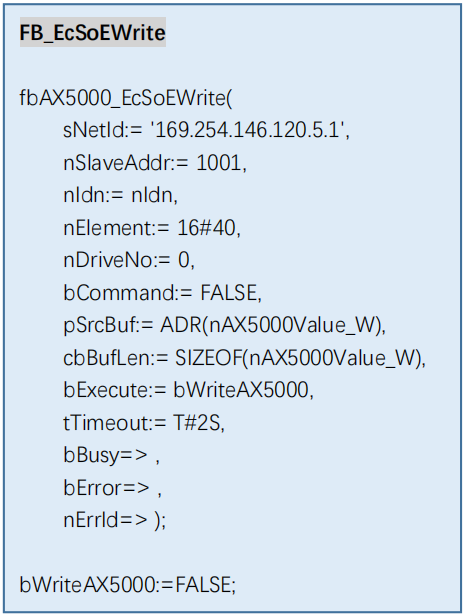 FB_EcSoEWrite
fbAX5000_EcSoEWrite(
sNetId:= '169.254.146.120.5.1',
nSlaveAddr:= 1001,
nIdn:= nIdn,
nElement:= 16#40,
nDriveNo:= 0,
bCommand:= FALSE,
pSrcBuf:= ADR(nAX5000Value_W),
cbBufLen:= SIZEOF(nAX5000Value_W),
bExecute:= bWriteAX5000,
tTimeout:= T#2S,
bBusy=> ,
bError=> ,
nErrId=> );
bWriteAX5000:=FALSE;